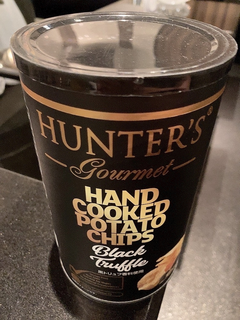 HUNTER'S®
Gourmet
HAND
COOKED
POTATO
CHIPS
Black
Truffle